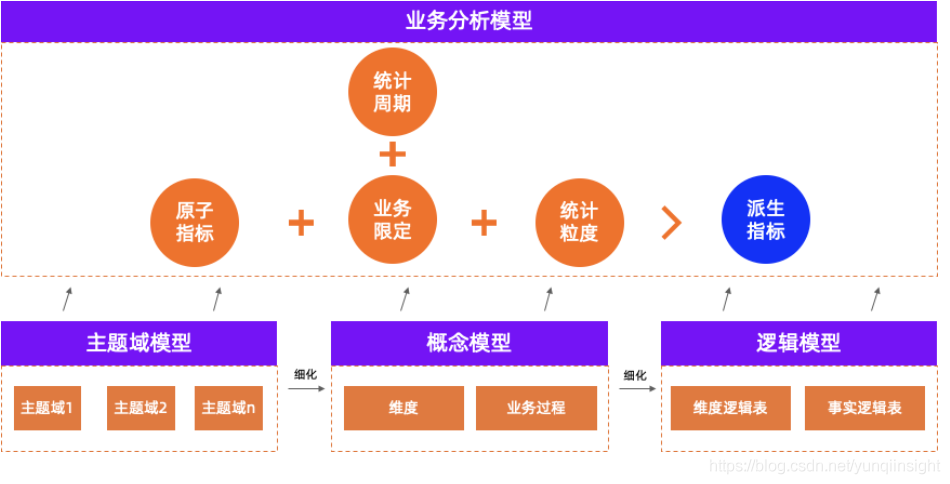 业务分析模型
统计
周期
原子
指标
业务
限定
统计
粒度
派生
指标
主题域模型
概念模型
逻辑模型
细化
细化
主题域1
主题域2
主题域n
维度
业务过程
维度逻辑表
事实逻辑表
https://blog.csdn.net/yunqiinsight